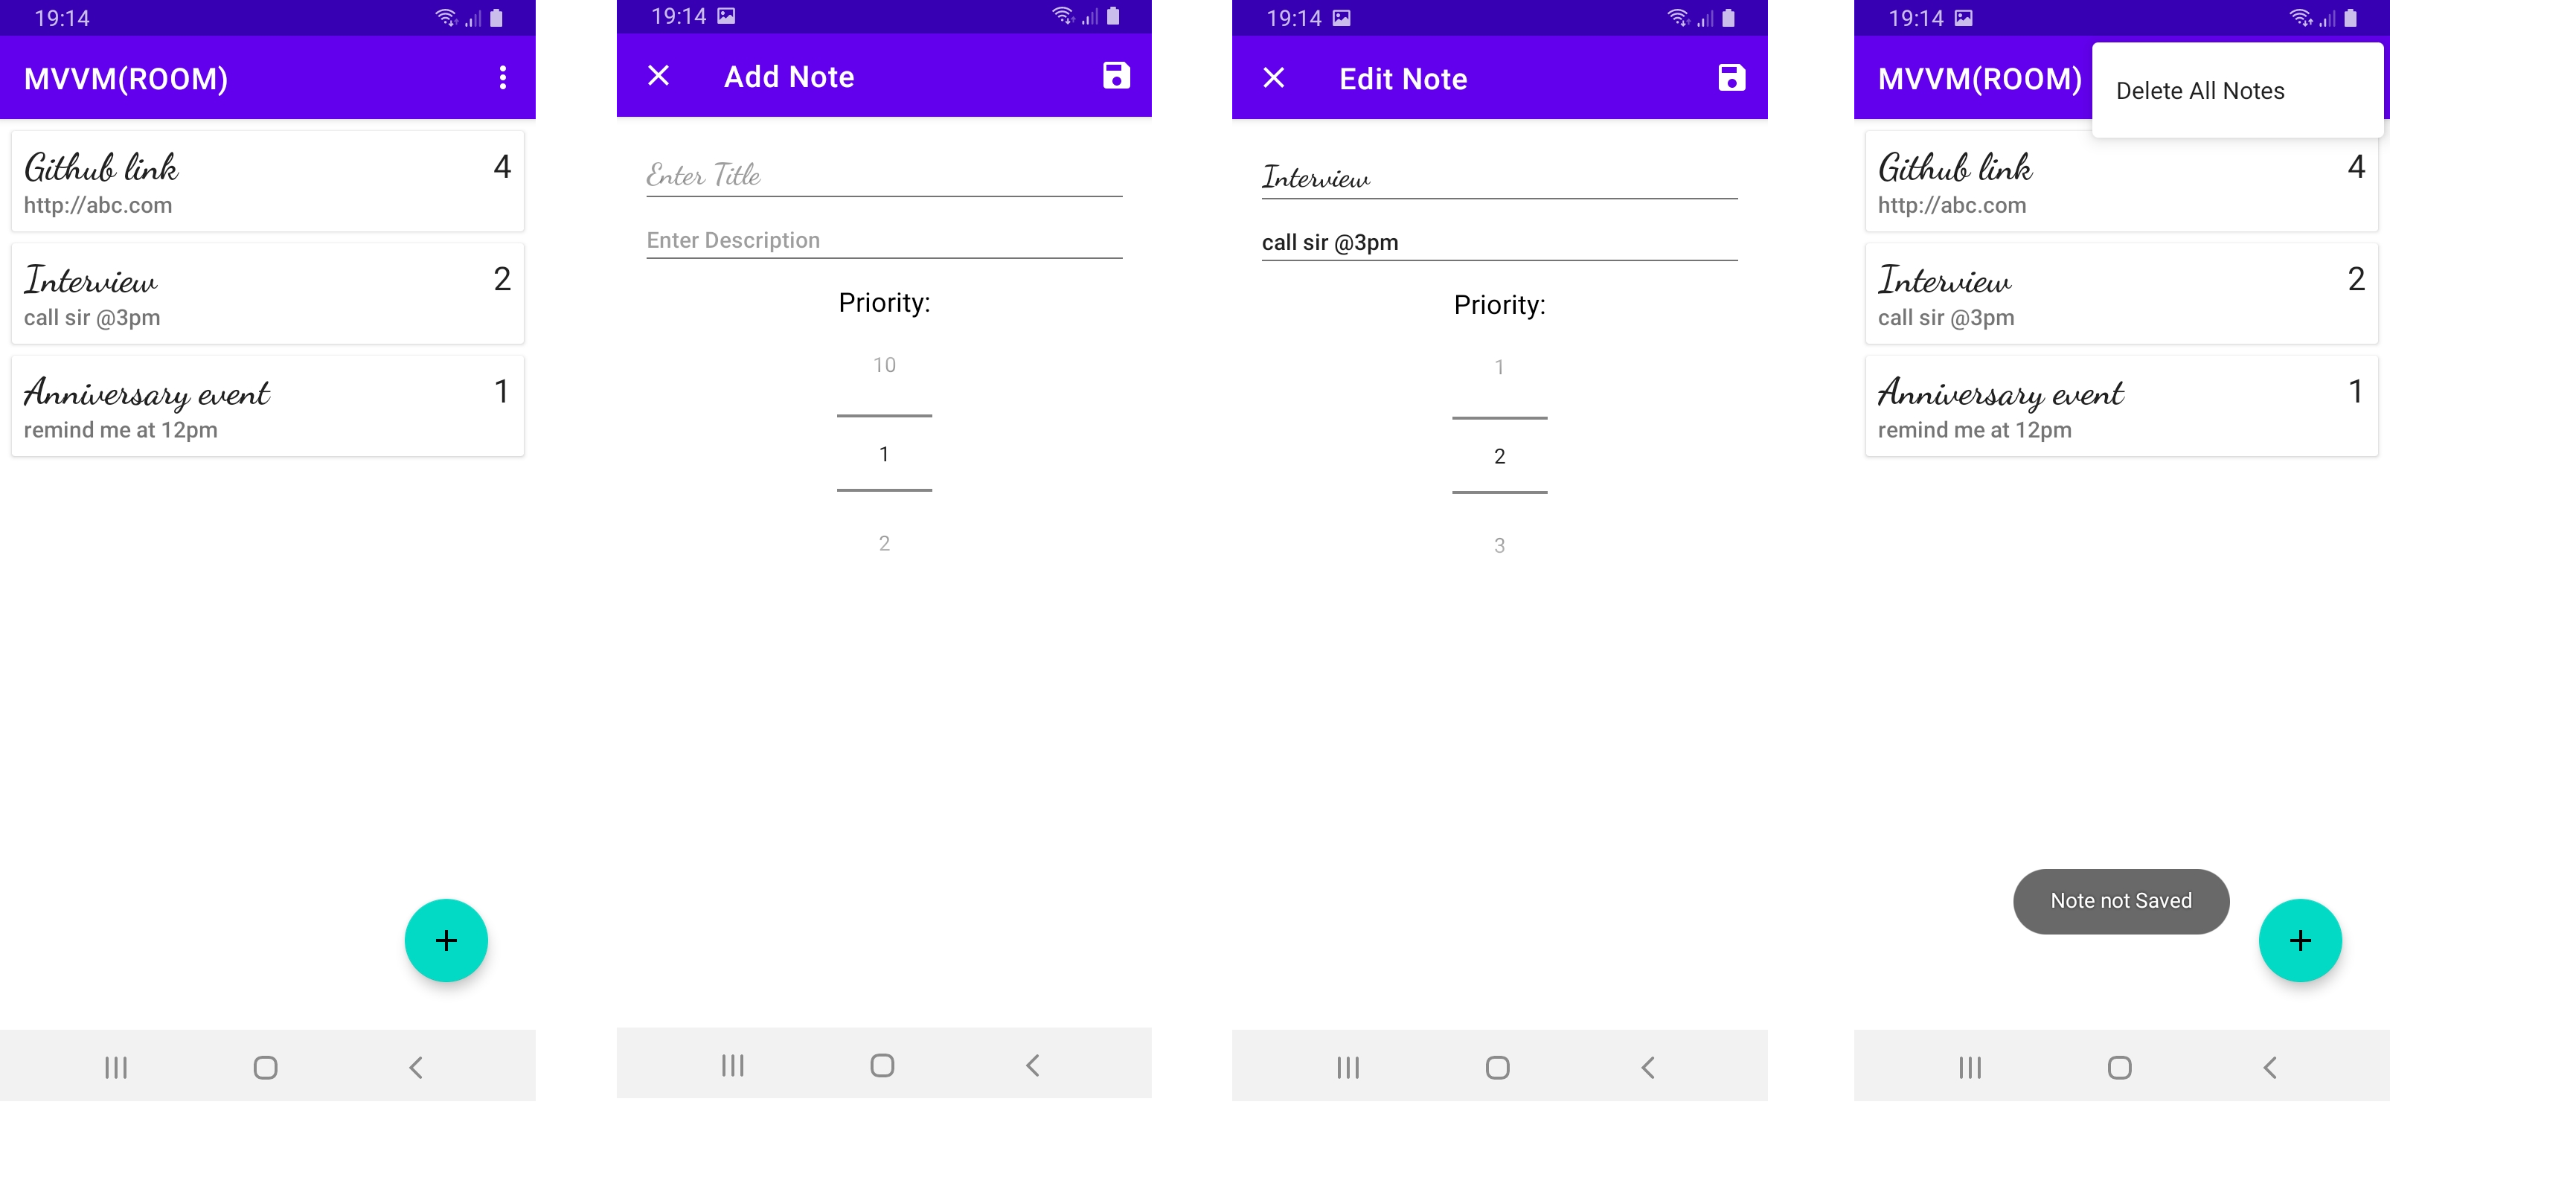 19:14
MVVM(ROOM)
Github link
4
http://abc.com
Interview
2
call sir @3pm
Anniversary event
1
remind me at 12pm
19:14
Add Note
Enter Title
Enter Description
Priority:
10
1
2
19:14
Edit Note
Interview
call sir @3pm
Priority:
1
2
3
19:14
MVVM(ROOM)
Delete All Notes
Github link
4
http://abc.com
Interview
2
call sir @3pm
Anniversary event
1
remind me at 12pm
Note not Saved